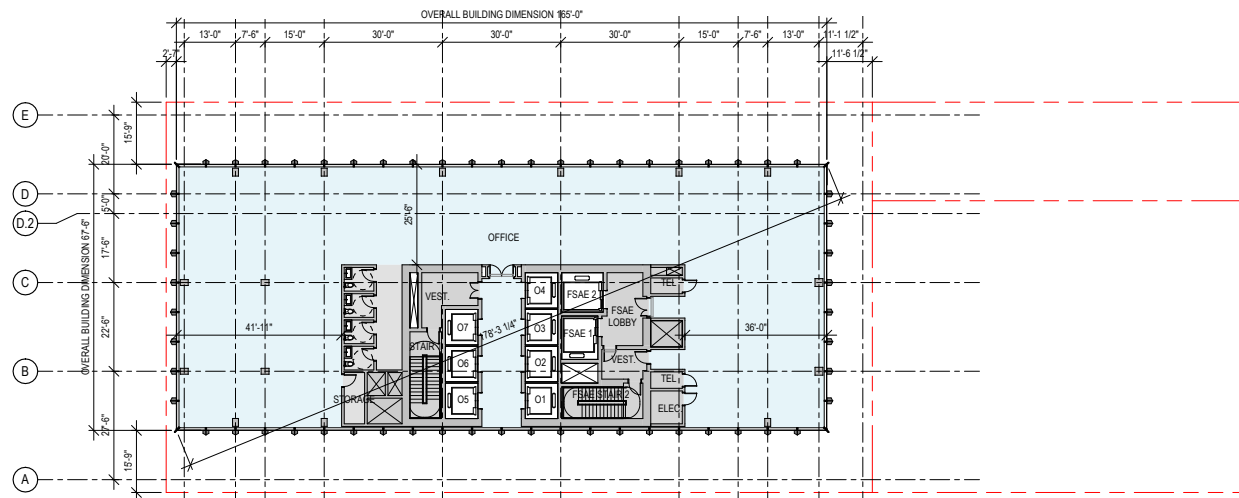 OVERALL BUILDING DIMENSION 165'-0"
13'-0" 7'-6" 15'-0" 30'-0" 30'-0" 30'-0" 15'-0" 7'-6" 13'-0" 11'-1 1/2"
2'-7" 11'-6 1/2"
E
15'-9"
20'-0"
D
5'-0"
D.2
25'-6"
OFFICE
17'-6"
OVERALL BUILDING DIMENSION 67'-6"
C
O4
FSAE 2
TEL
VEST.
FSAE
LOBBY
41'-11"
O7
O3
FSAE 1
178'-3 1/4"
36'-0"
22'-6"
STAIR
O6
O2
VEST.
B
TEL
STORAGE
O5
O1
FSAE STAIR 2
ELEC.
27'-6"
15'-9"
A